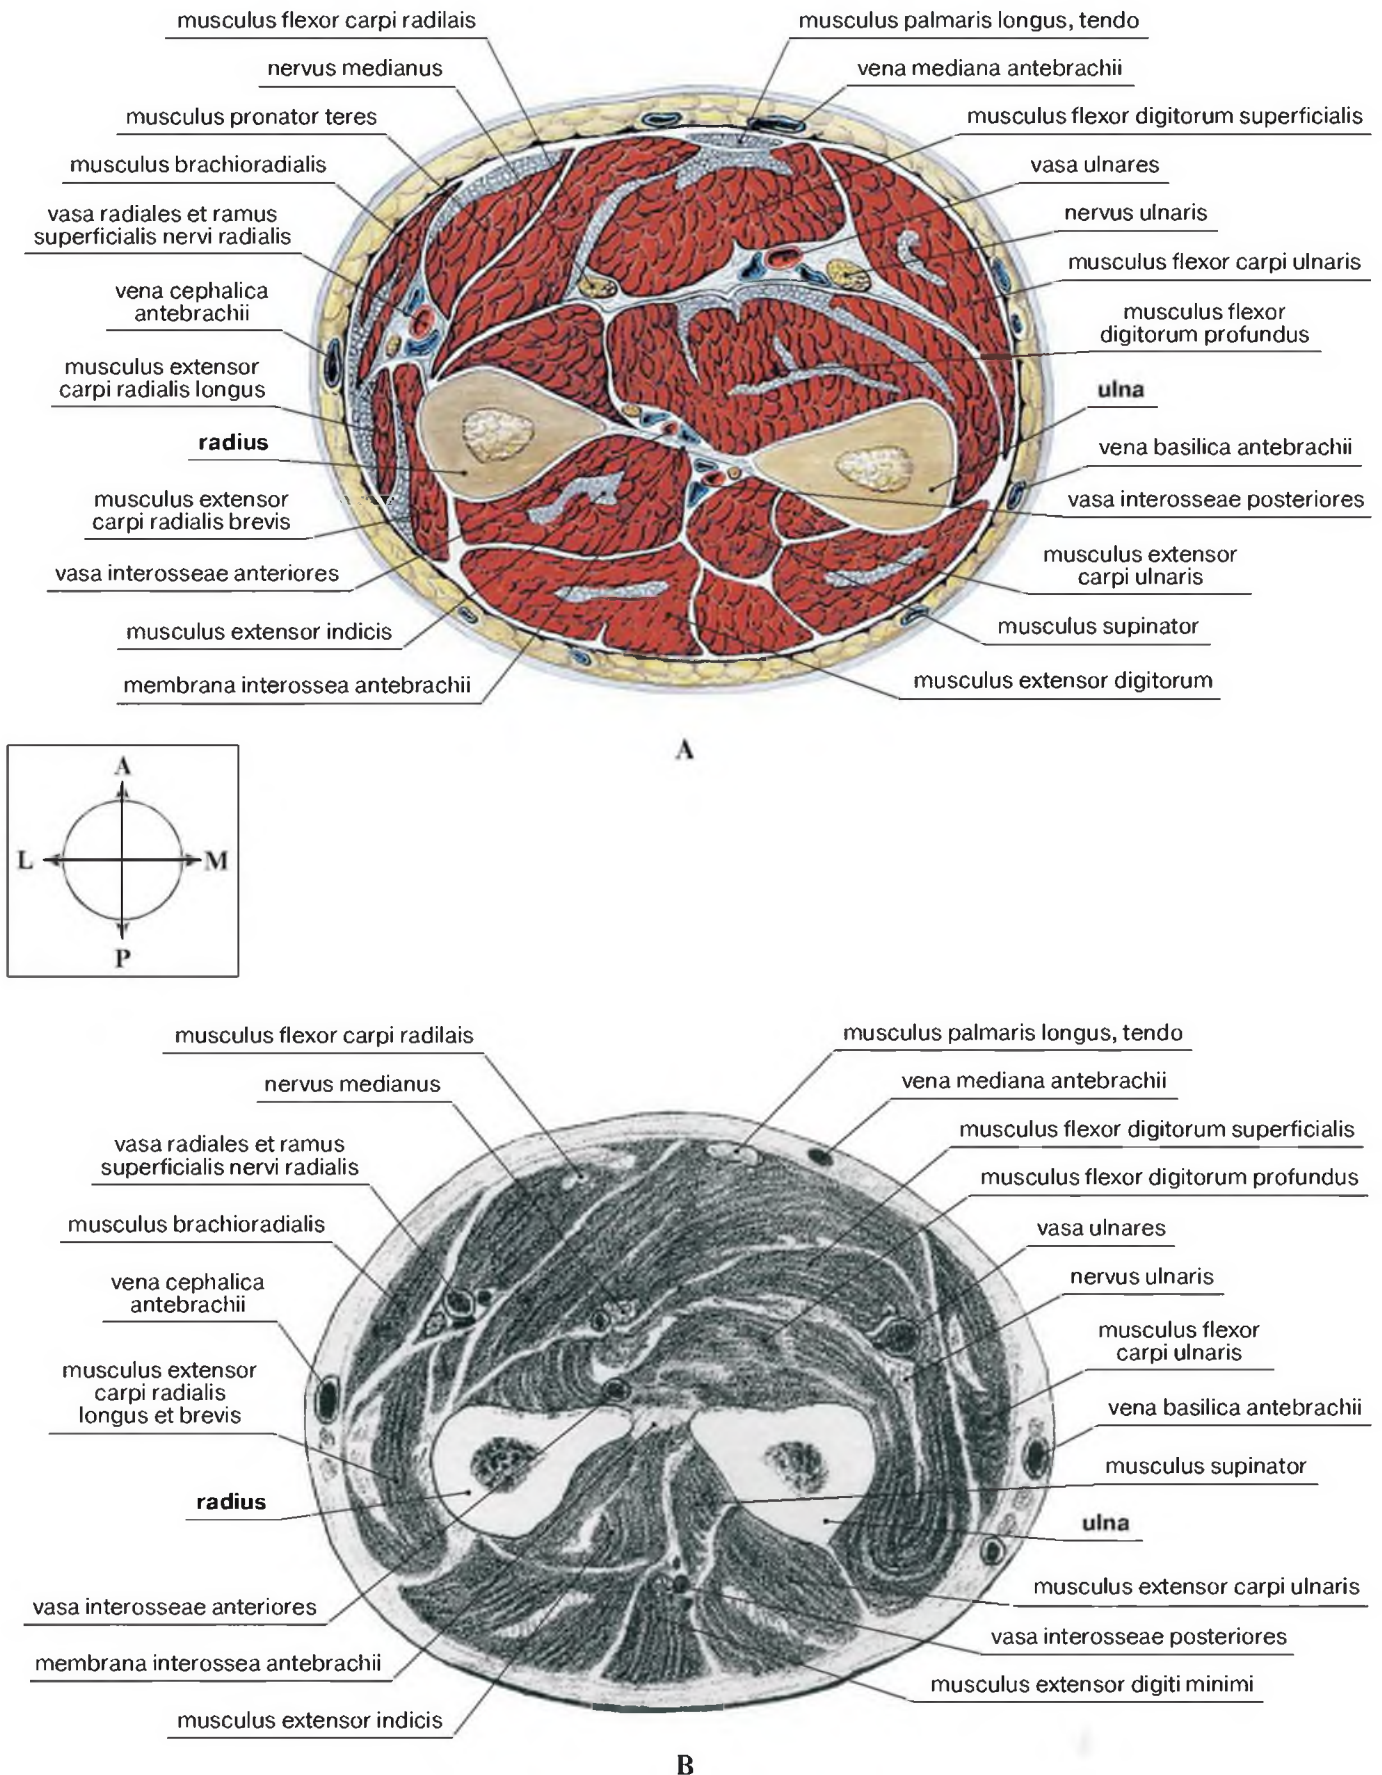 musculus flexor carpi radilais
nervus medianus
musculus pronator teres
musculus brachioradialis
vasa radiales et ramus
superficialis nervi radialis
vena cephalica
antebrachii
musculus extensor
carpi radialis longus
radius
musculus extensor
carpi radialis brevis
vasa interosseae anteriores
musculus extensor indicis
membrana interossea antebrachii
musculus palmaris longus, tendo
vena mediana antebrachii
musculus flexor digitorum superficialis
vasa ulnares
nervus ulnaris
musculus flexor carpi ulnaris
musculus flexor
digitorum profundus
ulna
vena basilica antebrachii
vasa interosseae posteriores
musculus extensor
carpi ulnaris
musculus supinator
musculus extensor digitorum
A
A
L
M
P
musculus flexor carpi radilais
nervus medianus
vasa radiales et ramus
superficialis nervi radialis
musculus brachioradialis
vena cephalica
antebrachii
musculus extensor
carpi radialis
longus et brevis
radius
vasa interosseae anteriores
membrana interossea antebrachii
musculus extensor indicis
musculus palmaris longus, tendo
vena mediana antebrachii
musculus flexor digitorum superficialis
musculus flexor digitorum profundus
vasa ulnares
nervus ulnaris
musculus flexor
carpi ulnaris
vena basilica antebrachii
musculus supinator
ulna
musculus extensor carpi ulnaris
vasa interosseae posteriores
musculus extensor digiti minimi
B